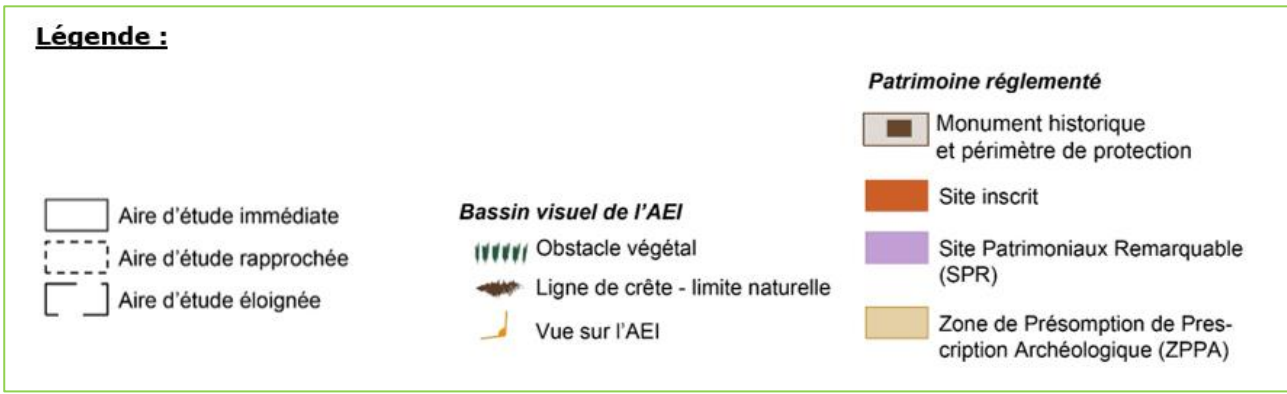 Légende :
Aire d'étude immédiate
Aire d'étude rapprochée
Aire d'étude éloignée
Bassin visuel de l'AEI
Obstacle végétal
Ligne de crête - limite naturelle
Vue sur l'AEI
Patrimoine réglementé
Monument historique
et périmètre de protection
Site inscrit
Site Patrimoniaux Remarquable
(SPR)
Zone de Présomption de Pres-
cription Archéologique (ZPPA)